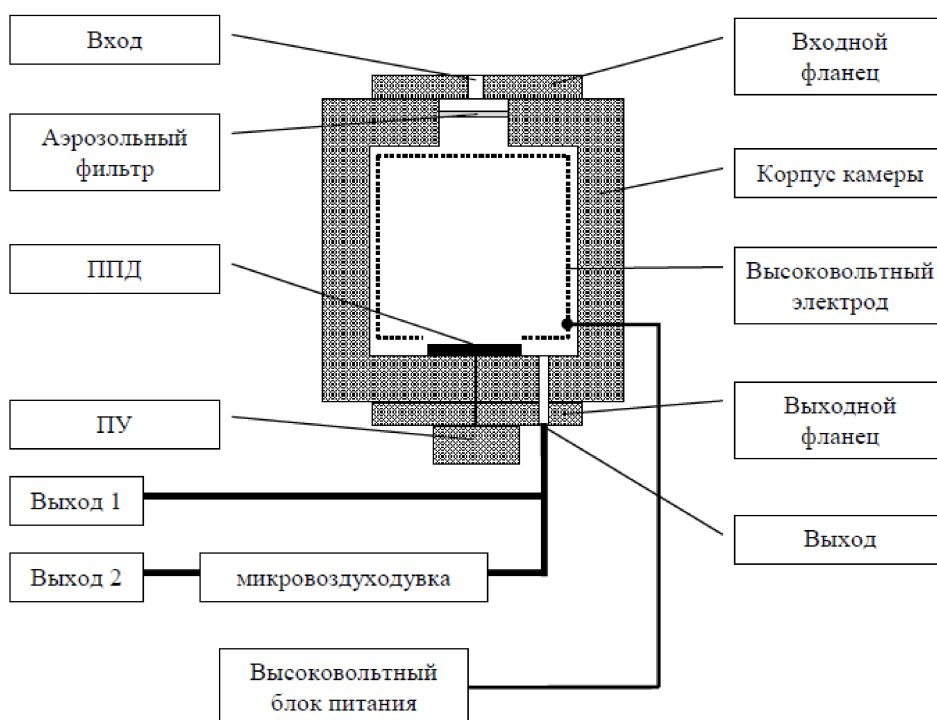 Вход
Входной
фланец
Аэрозольный
фильтр
Корпус камеры
ППД
Высоковольтный
электрод
ПУ
Выходной
фланец
Выход 1
Выход
Выход 2
микровоздуходувка
Высоковольтный
блок питания